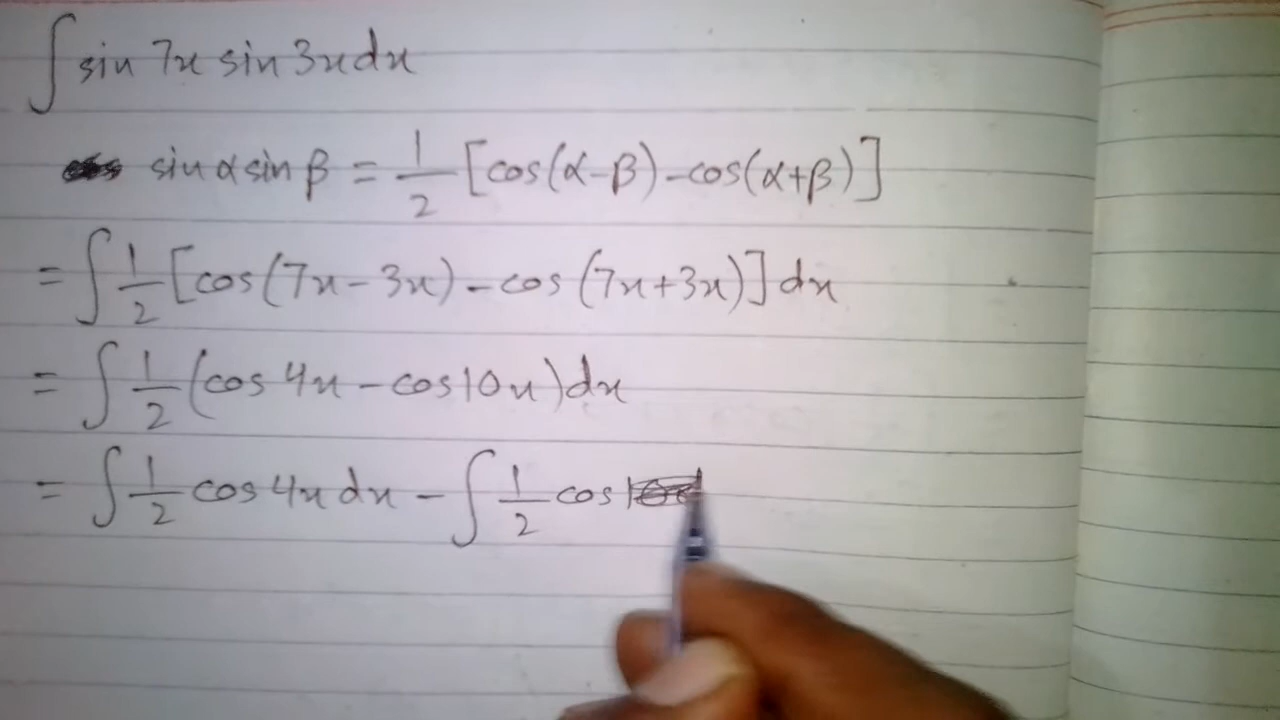 ∫ sin 7x sin 3x dx
sin α sin β = 1/2 [cos(α-β) - cos(α+β)]
= ∫ 1/2 [cos(7x - 3x) - cos(7x+3x)] dx
= ∫ 1/2 (cos 4x - cos 10x) dx
= ∫ 1/2 cos 4x dx - ∫ 1/2 cos 1